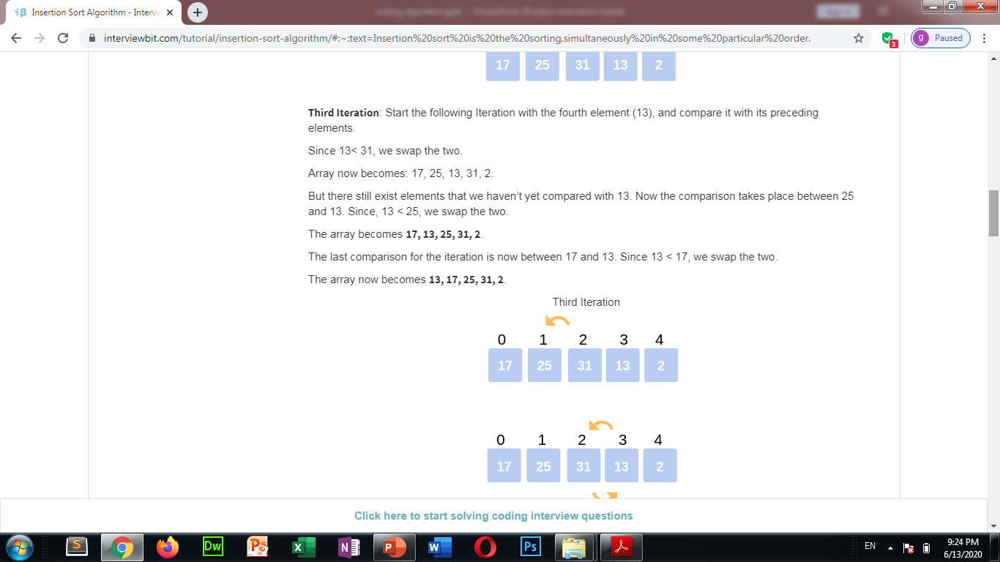 Insertion Sort Algorithm - Intervi
interviewbit.com/tutorial/insertion-sort-algorithm/#:~:text=Insertion%20sort%20is%20the%20sorting,simultaneously%20in%20some%20particular%20order.
3
g Paused
17 25 31 13 2
Third Iteration: Start the following Iteration with the fourth element (13), and compare it with its preceding
elements.
Since 13< 31, we swap the two.
Array now becomes: 17, 25, 13, 31, 2.
But there still exist elements that we haven’t yet compared with 13. Now the comparison takes place between 25
and 13. Since, 13 < 25, we swap the two.
The array becomes 17, 13, 25, 31, 2.
The last comparison for the iteration is now between 17 and 13. Since 13 < 17, we swap the two.
The array now becomes 13, 17, 25, 31, 2.
Third Iteration
0 1 2 3 4
17 25 31 13 2
0 1 2 3 4
17 25 31 13 2
Click here to start solving coding interview questions
EN
9:24 PM
6/13/2020